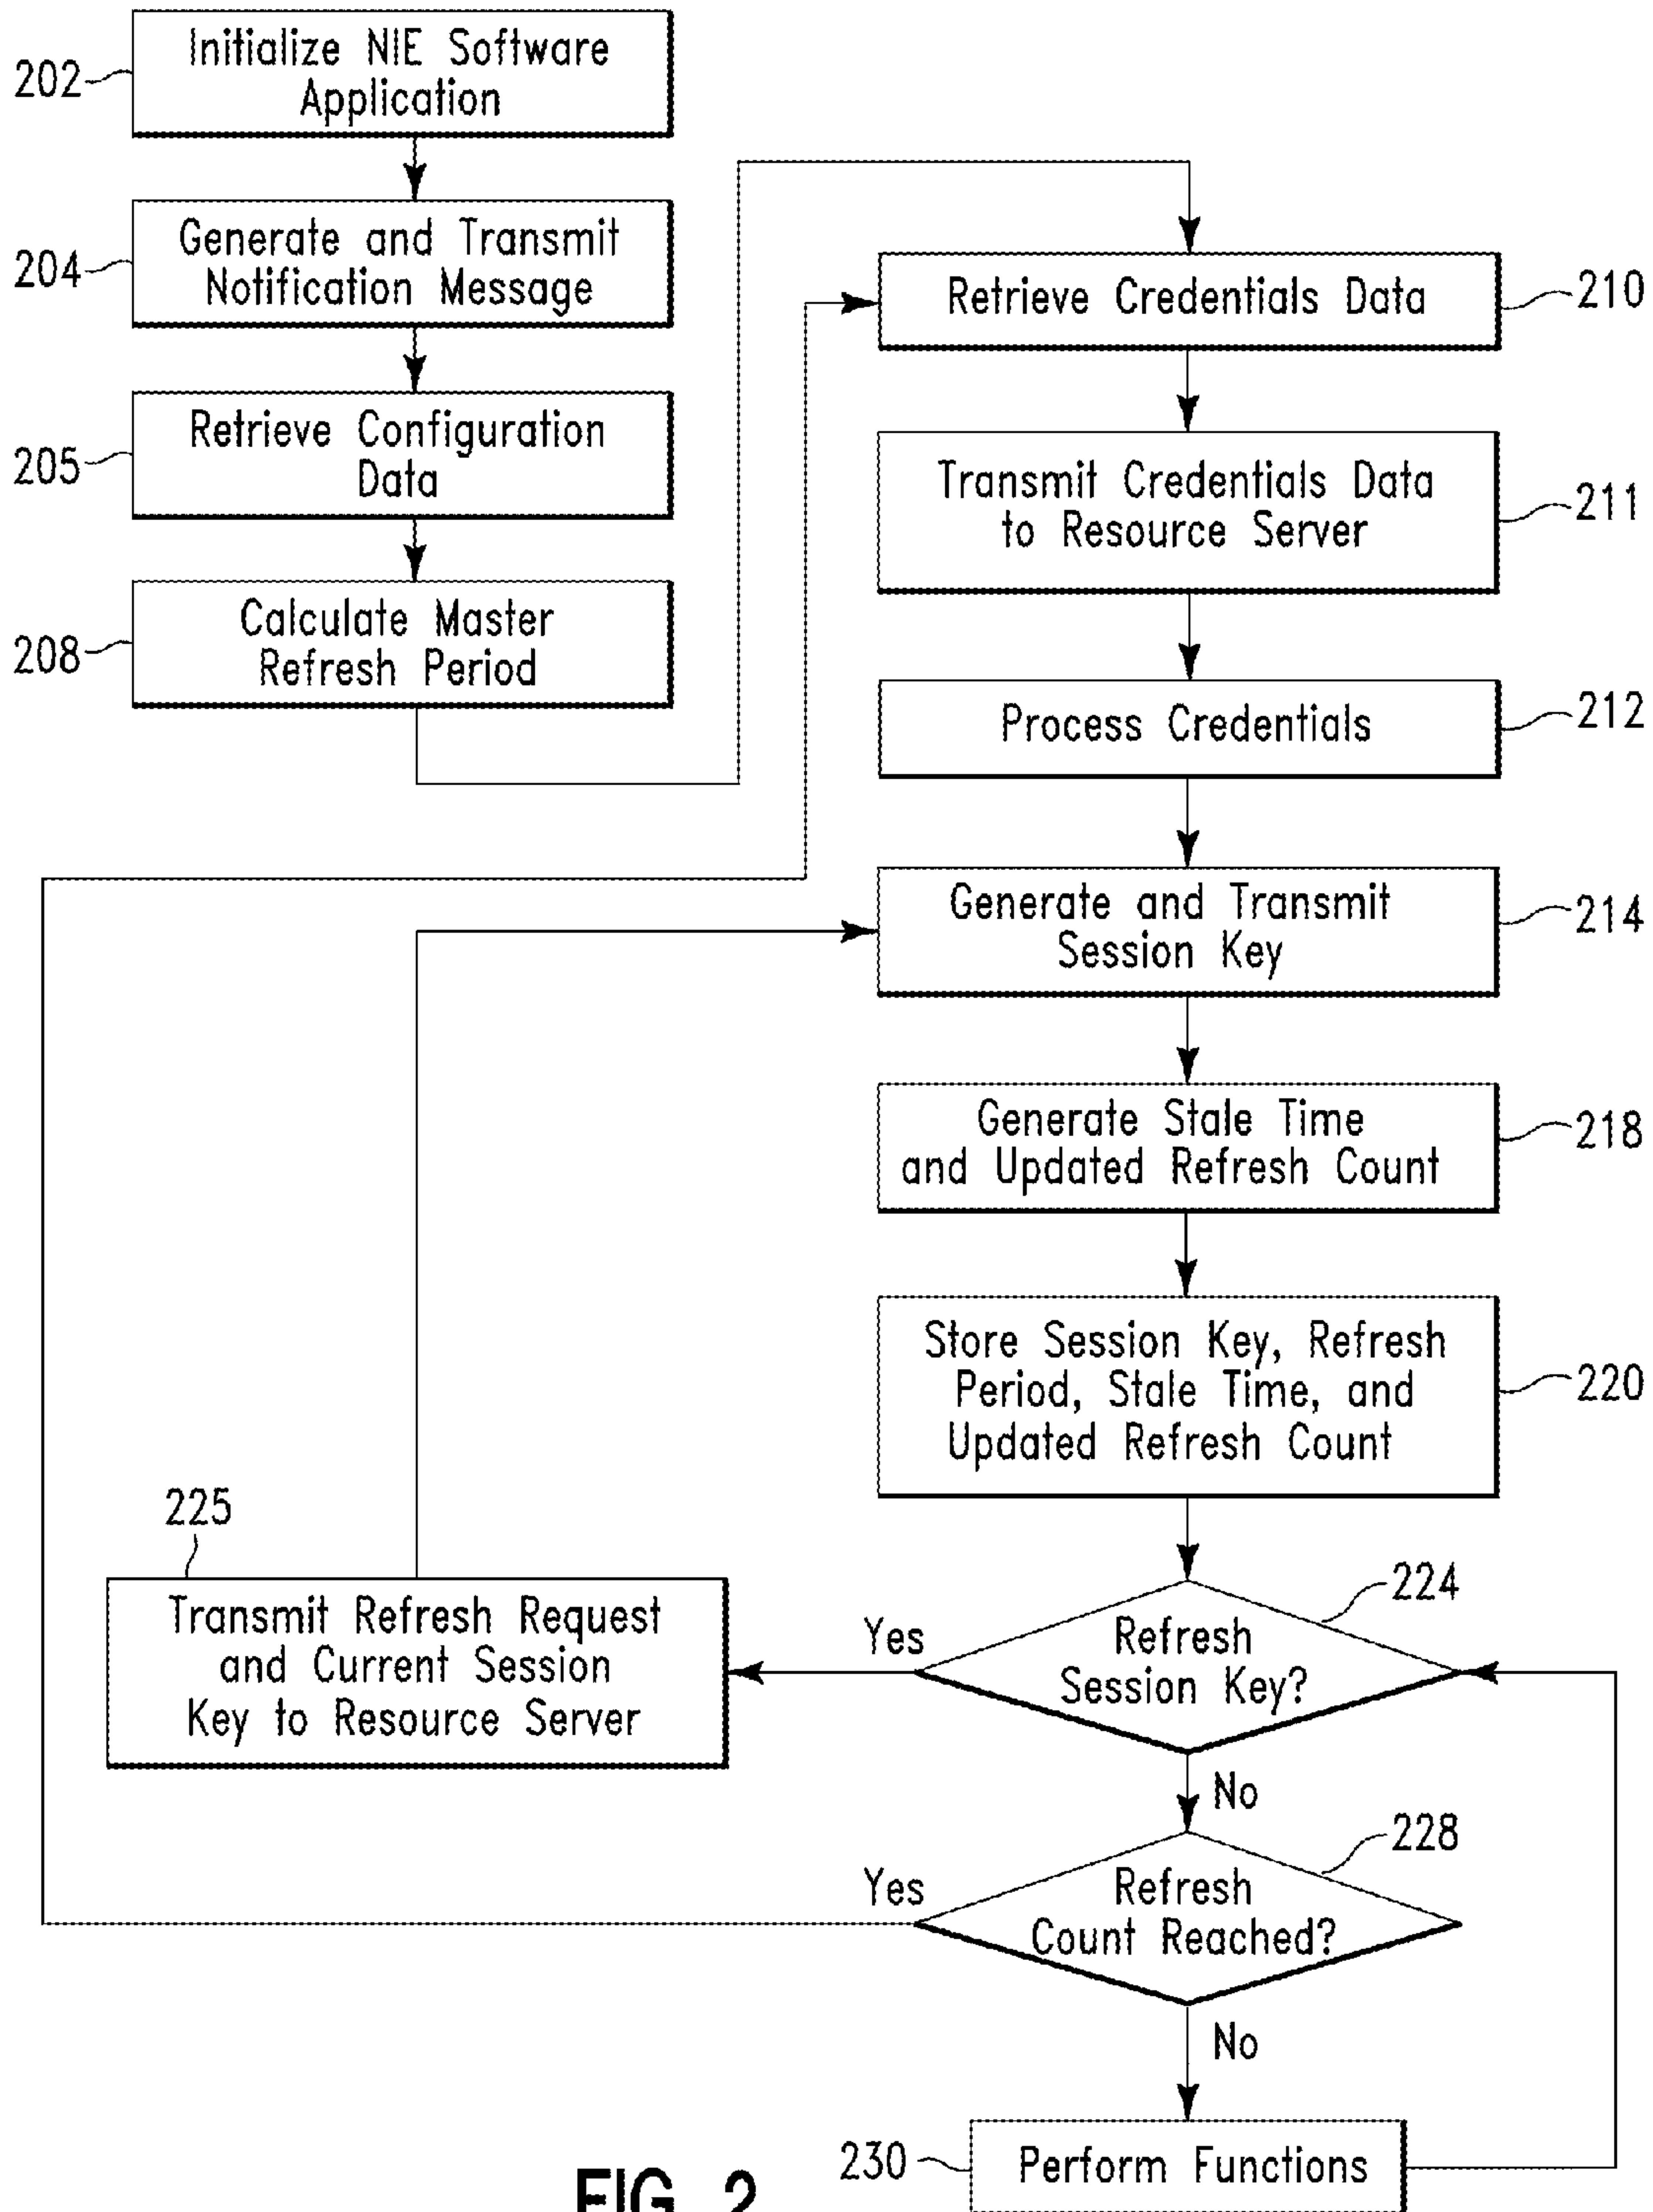 202
Initialize NIE Software
Application
204
Generate and Transmit
Notification Message
205
Retrieve Configuration
Data
208
Calculate Master
Refresh Period
Retrieve Credentials Data
210
Transmit Credentials Data
to Resource Server
211
Process Credentials
212
Generate and Transmit
Session Key
214
Generate Stale Time
and Updated Refresh Count
218
Store Session Key, Refresh
Period, Stale Time, and
Updated Refresh Count
220
225
Transmit Refresh Request
and Current Session
Key to Resource Server
Yes
Refresh
Session Key?
224
No
Yes
Refresh
Count Reached?
228
No
230
Perform Functions
FIG. 2